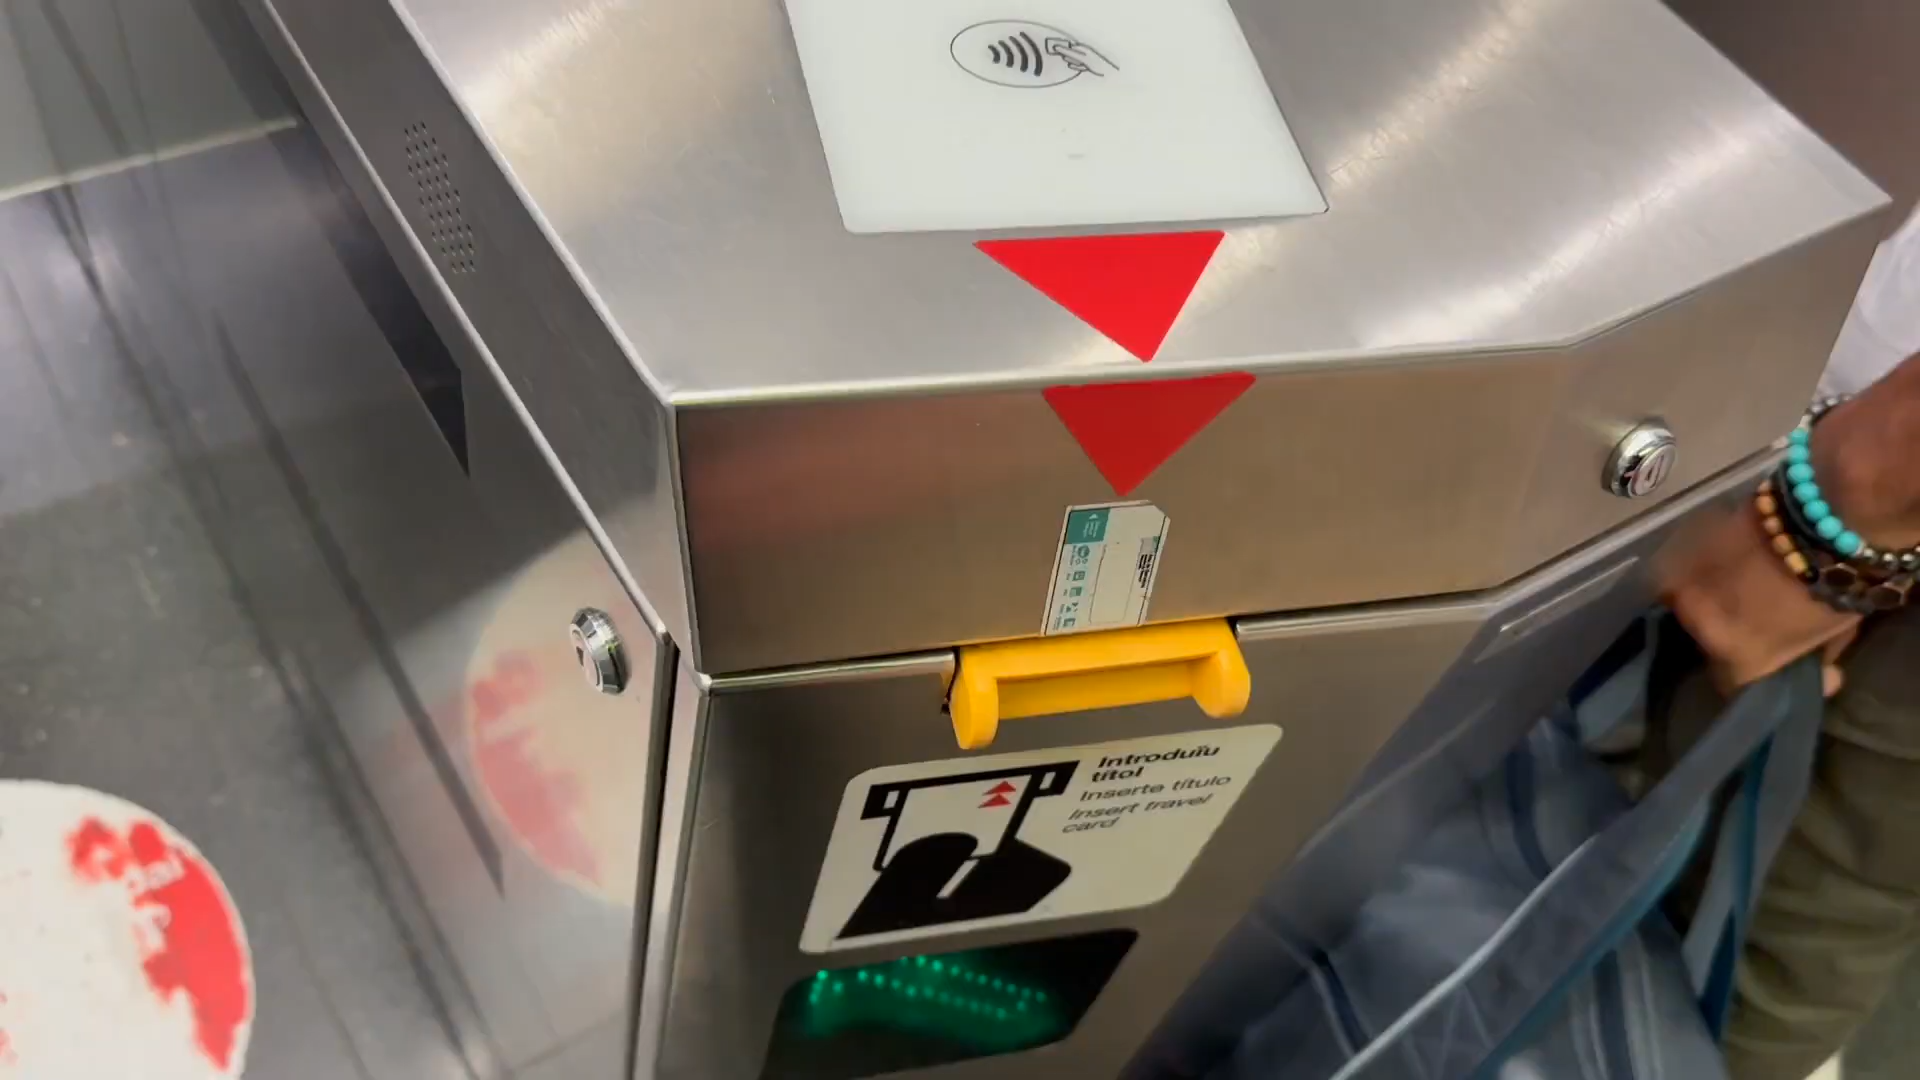 Introduïu
títol
Inserte título
Insert travel
card